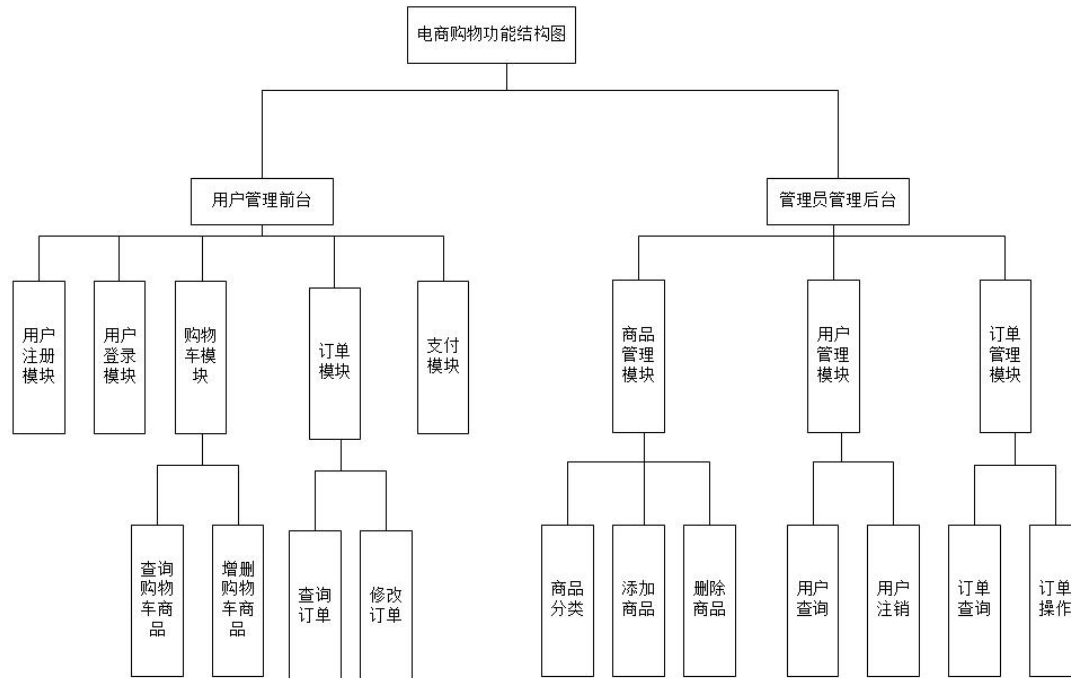 电商购物功能结构图
用户管理前台
管理员管理后台
用户
注册
模块
用户
登录
模块
购物
车模
块
订单
模块
支付
模块
商品
管理
模块
用户
管理
模块
订单
管理
模块
查询
购物
车商
品
增删
购物
车商
品
查询
订单
修改
订单
商品
分类
添加
商品
删除
商品
用户
查询
用户
注销
订单
查询
订单
操作